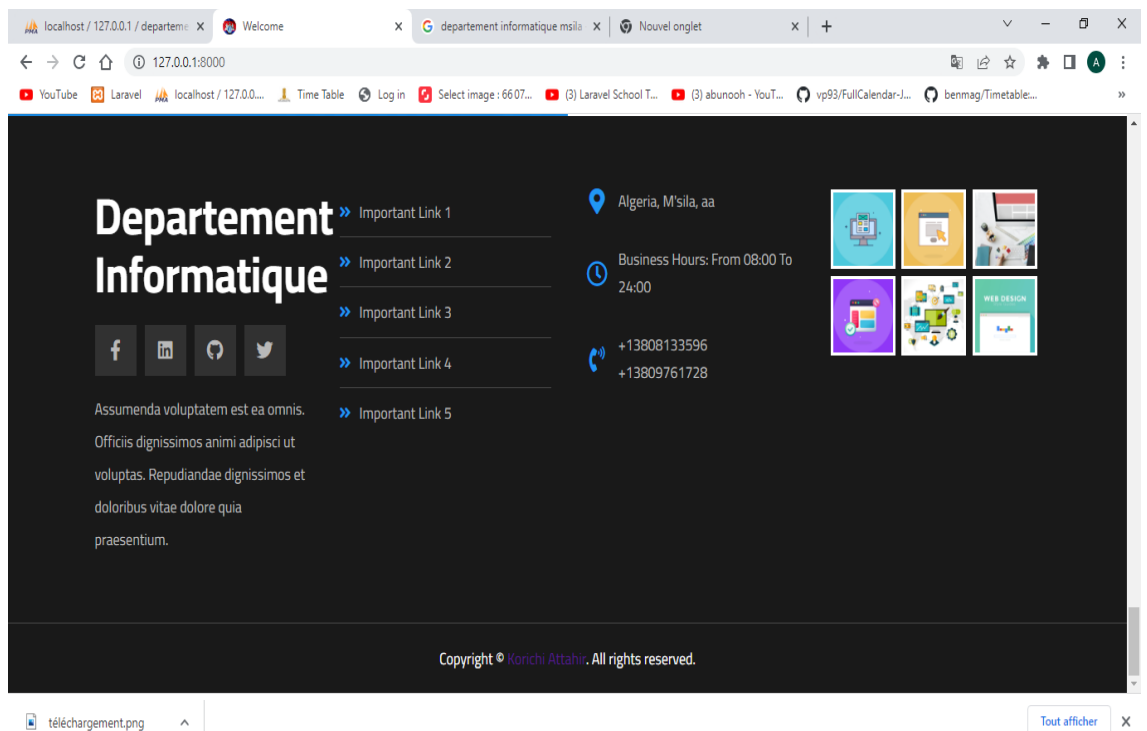 localhost / 127.0.0.1 / departeme
Welcome
departement informatique msila
Nouvel onglet
127.0.0.1:8000
A
YouTube
Laravel
localhost / 127.0.0....
Time Table
Log in
Select image : 66 07...
(3) Laravel School T...
(3) abunooh - YouT...
vp93/FullCalendar-J...
benmag/Timetable:...
Departement
Informatique
Assumenda voluptatem est ea omnis.
Officiis dignissimos animi adipisci ut
voluptas. Repudiandae dignissimos et
doloribus vitae dolore quia
praesentium.
Important Link 1
Important Link 2
Important Link 3
Important Link 4
Important Link 5
Algeria, M'sila, aa
Business Hours: From 08:00 To
24:00
+13808133596
+13809761728
WEB DESIGN
Google
Copyright © Korichi Attahir. All rights reserved.
téléchargement.png
Tout afficher